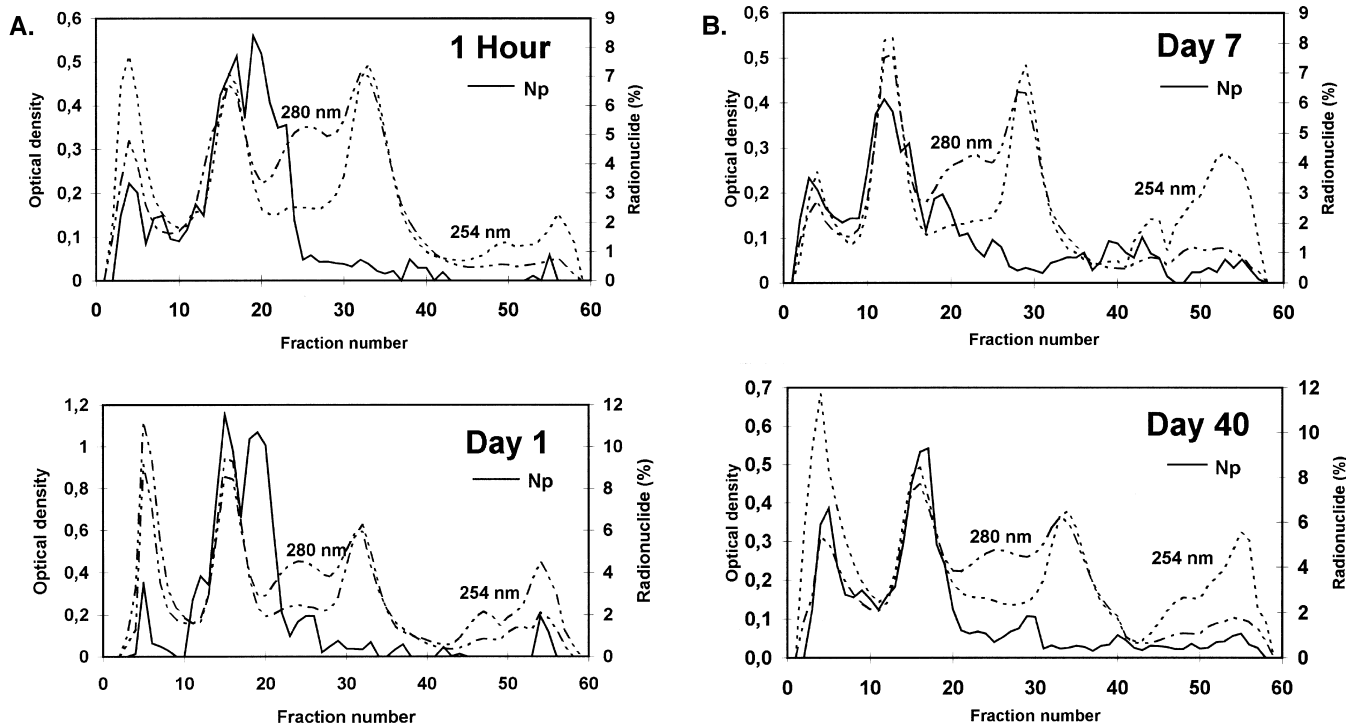 A.
1 Hour
Np
280 nm
254 nm
Optical density
0,6
0,5
0,4
0,3
0,2
0,1
0
Radionuclide (%)
9
8
7
6
5
4
3
2
1
0
0 10 20 30 40 50 60
Fraction number
B.
Day 7
Np
280 nm
254 nm
Optical density
0,6
0,5
0,4
0,3
0,2
0,1
0
Radionuclide (%)
9
8
7
6
5
4
3
2
1
0
0 10 20 30 40 50 60
Fraction number
Day 1
Np
280 nm
254 nm
Optical density
1,2
1
0,8
0,6
0,4
0,2
0
Radionuclide (%)
12
10
8
6
4
2
0
0 10 20 30 40 50 60
Fraction number
Day 40
Np
280 nm
254 nm
Optical density
0,7
0,6
0,5
0,4
0,3
0,2
0,1
0,0
Radionuclide (%)
12
10
8
6
4
2
0
0 10 20 30 40 50 60
Fraction number